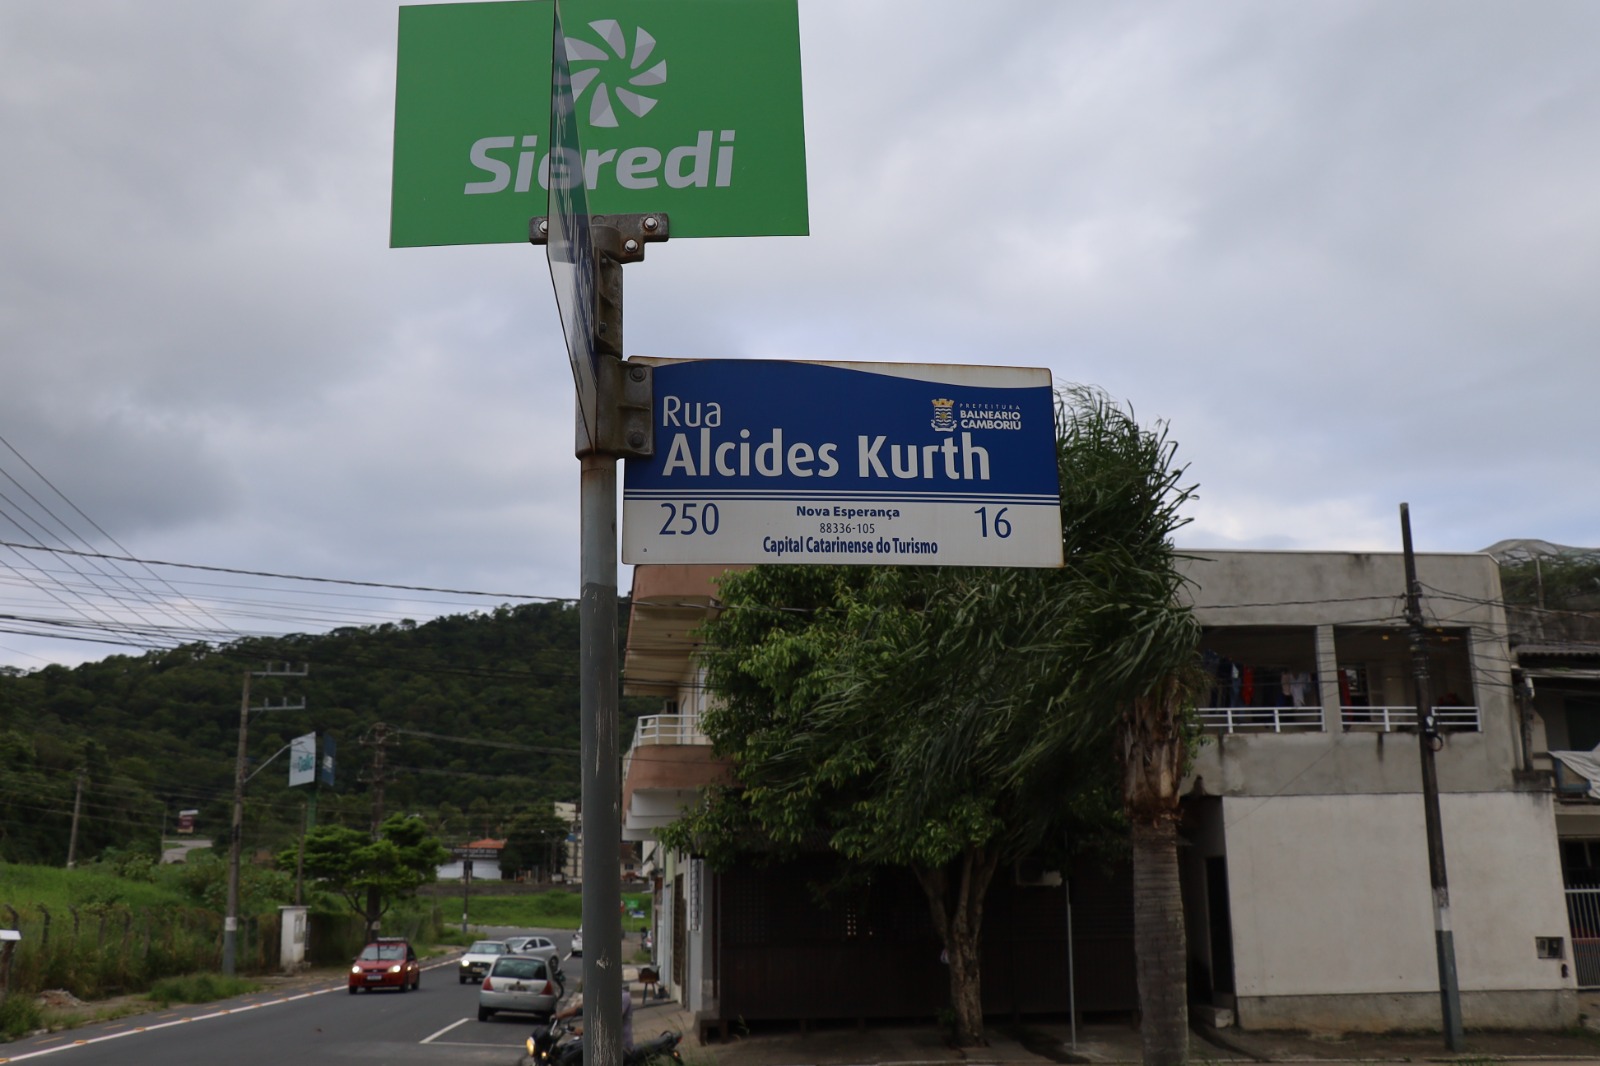 Sicredi
Rua
PREFEITURA
BALNEÁRIO
CAMBORIÚ
Alcides Kurth
250
Nova Esperança
16
88336-105
Capital Catarinense do Turismo